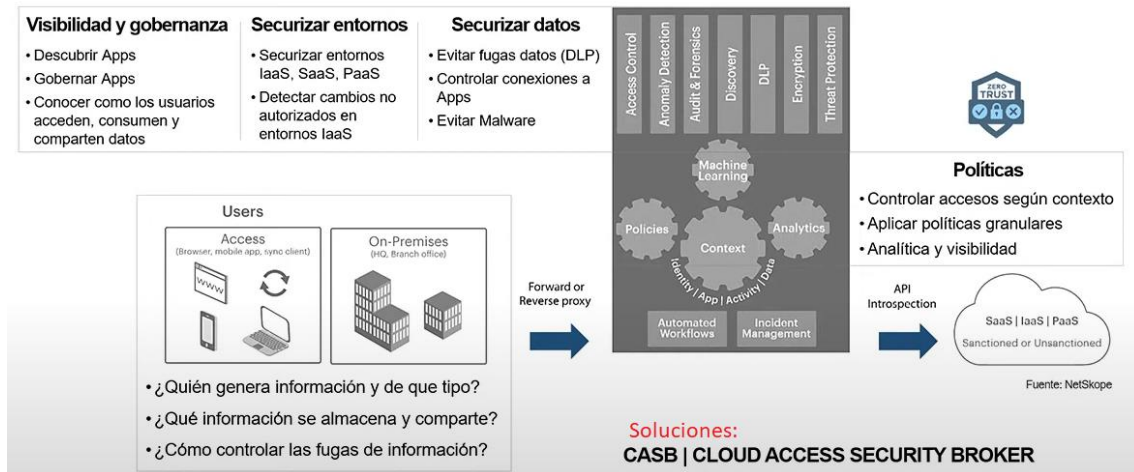 Visibilidad y gobernanza
• Descubrir Apps
• Gobernar Apps
• Conocer como los usuarios
acceden, consumen y
comparten datos
Securizar entornos
• Securizar entornos
IaaS, SaaS, PaaS
• Detectar cambios no
autorizados en
entornos IaaS
Securizar datos
• Evitar fugas datos (DLP)
• Controlar conexiones a
Apps
• Evitar Malware
Access Control
Anomaly Detection
Audit & Forensics
Discovery
DLP
Encryption
Threat Protection
Machine
Learning
Policies
Context
Analytics
Identity | App | Activity | Data
Automated
Workflows
Incident
Management
ZERO
TRUST
Políticas
• Controlar accesos según contexto
• Aplicar políticas granulares
• Analítica y visibilidad
Users
Access
(Browser, mobile app, sync client)
WWW
On-Premises
(HQ, Branch office)
Forward or
Reverse proxy
API
Introspection
SaaS | IaaS | PaaS
Sanctioned or Unsanctioned
Fuente: NetSkope
• ¿Quién genera información y de que tipo?
• ¿Qué información se almacena y comparte?
• ¿Cómo controlar las fugas de información?
Soluciones:
CASB | CLOUD ACCESS SECURITY BROKER